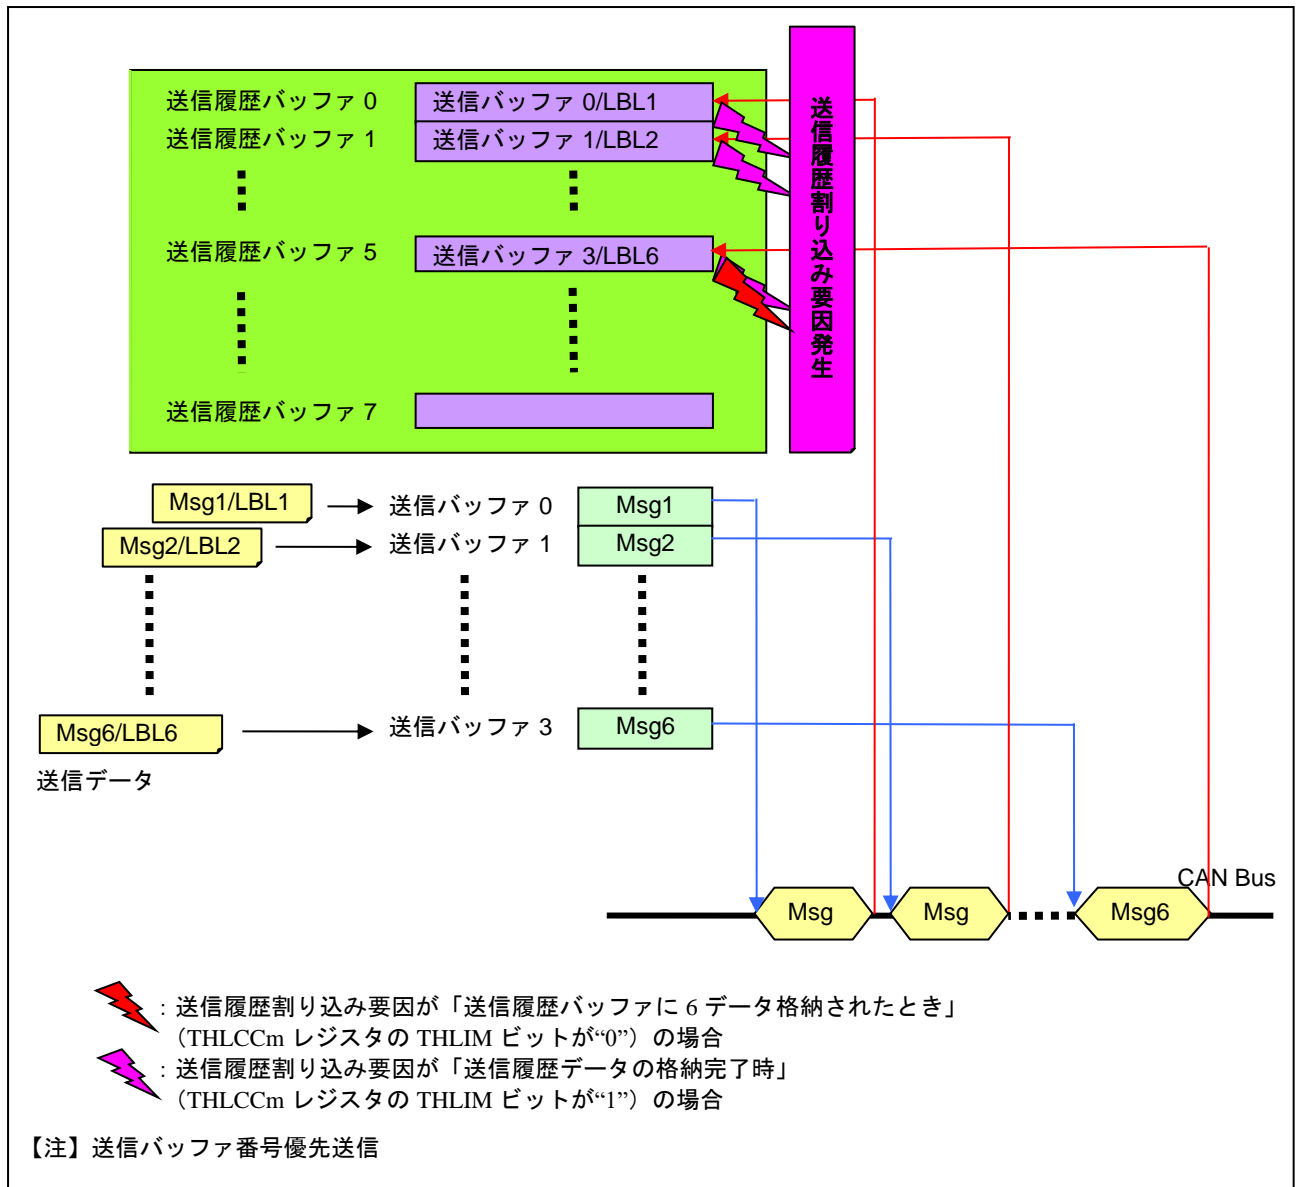 送信履歴バッファ 0
送信バッファ 0/LBL1
送信履歴バッファ 1
送信バッファ 1/LBL2
送信履歴バッファ 5
送信バッファ 3/LBL6
送信履歴バッファ 7
送信履歴割り込み要因発生
Msg1/LBL1
送信バッファ 0
Msg1
Msg2/LBL2
送信バッファ 1
Msg2
Msg6/LBL6
送信バッファ 3
Msg6
送信データ
CAN Bus
Msg
Msg
Msg6
：送信履歴割り込み要因が「送信履歴バッファに 6 データ格納されたとき」
（THLCCm レジスタの THLIM ビットが“0”）の場合
：送信履歴割り込み要因が「送信履歴データの格納完了時」
（THLCCm レジスタの THLIM ビットが“1”）の場合
【注】送信バッファ番号優先送信